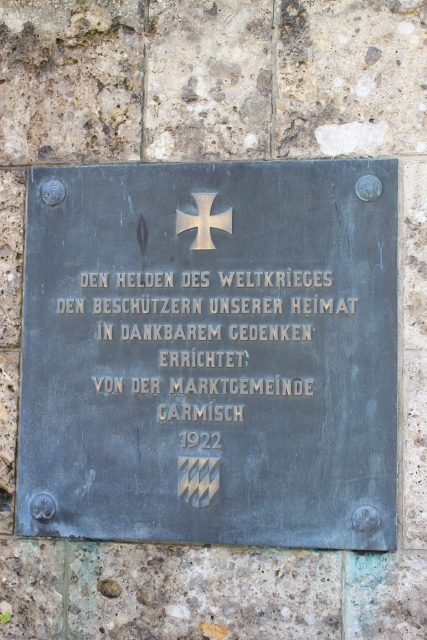 DEN HELDEN DES WELTKRIEGES
DEN BESCHÜTZERN UNSERER HEIMAT
IN DANKBAREM GEDENKEN
ERRICHTET
VON DER MARKTGEMEINDE
GARMISCH
1922